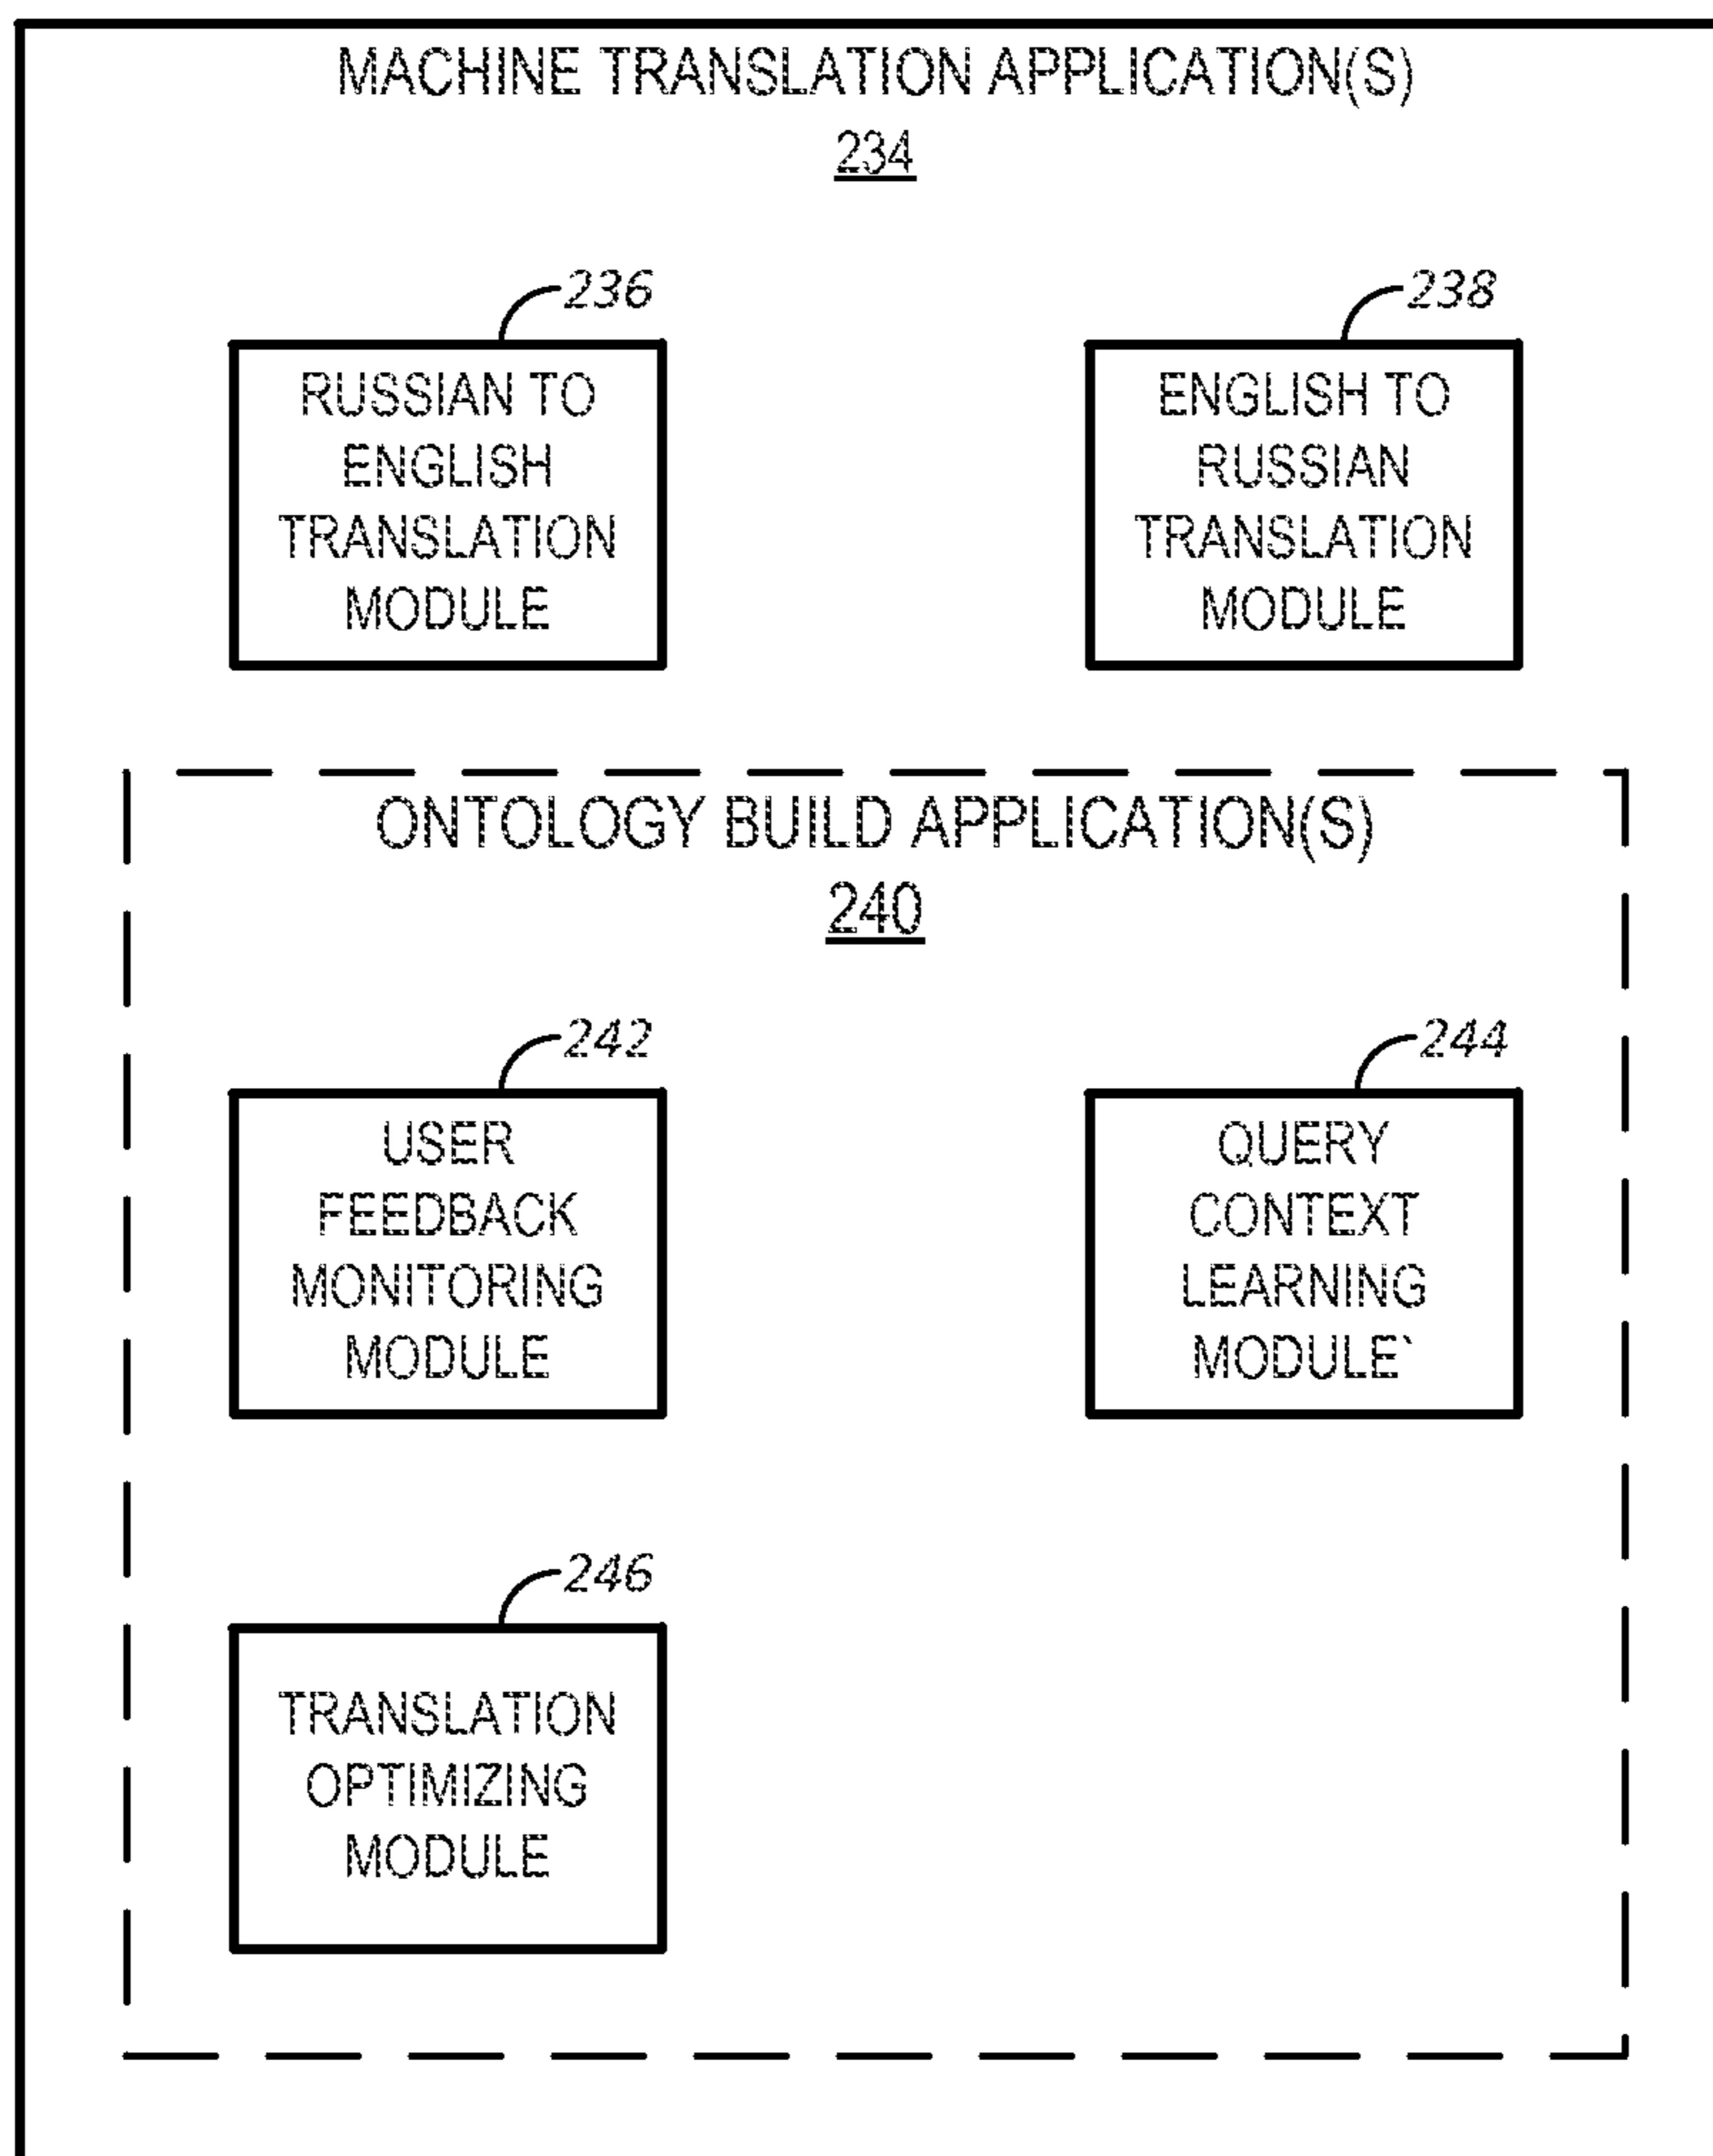 MACHINE TRANSLATION APPLICATION(S)
234
236
RUSSIAN TO
ENGLISH
TRANSLATION
MODULE
238
ENGLISH TO
RUSSIAN
TRANSLATION
MODULE
ONTOLOGY BUILD APPLICATION(S)
240
242
USER
FEEDBACK
MONITORING
MODULE
244
QUERY
CONTEXT
LEARNING
MODULE`
246
TRANSLATION
OPTIMIZING
MODULE